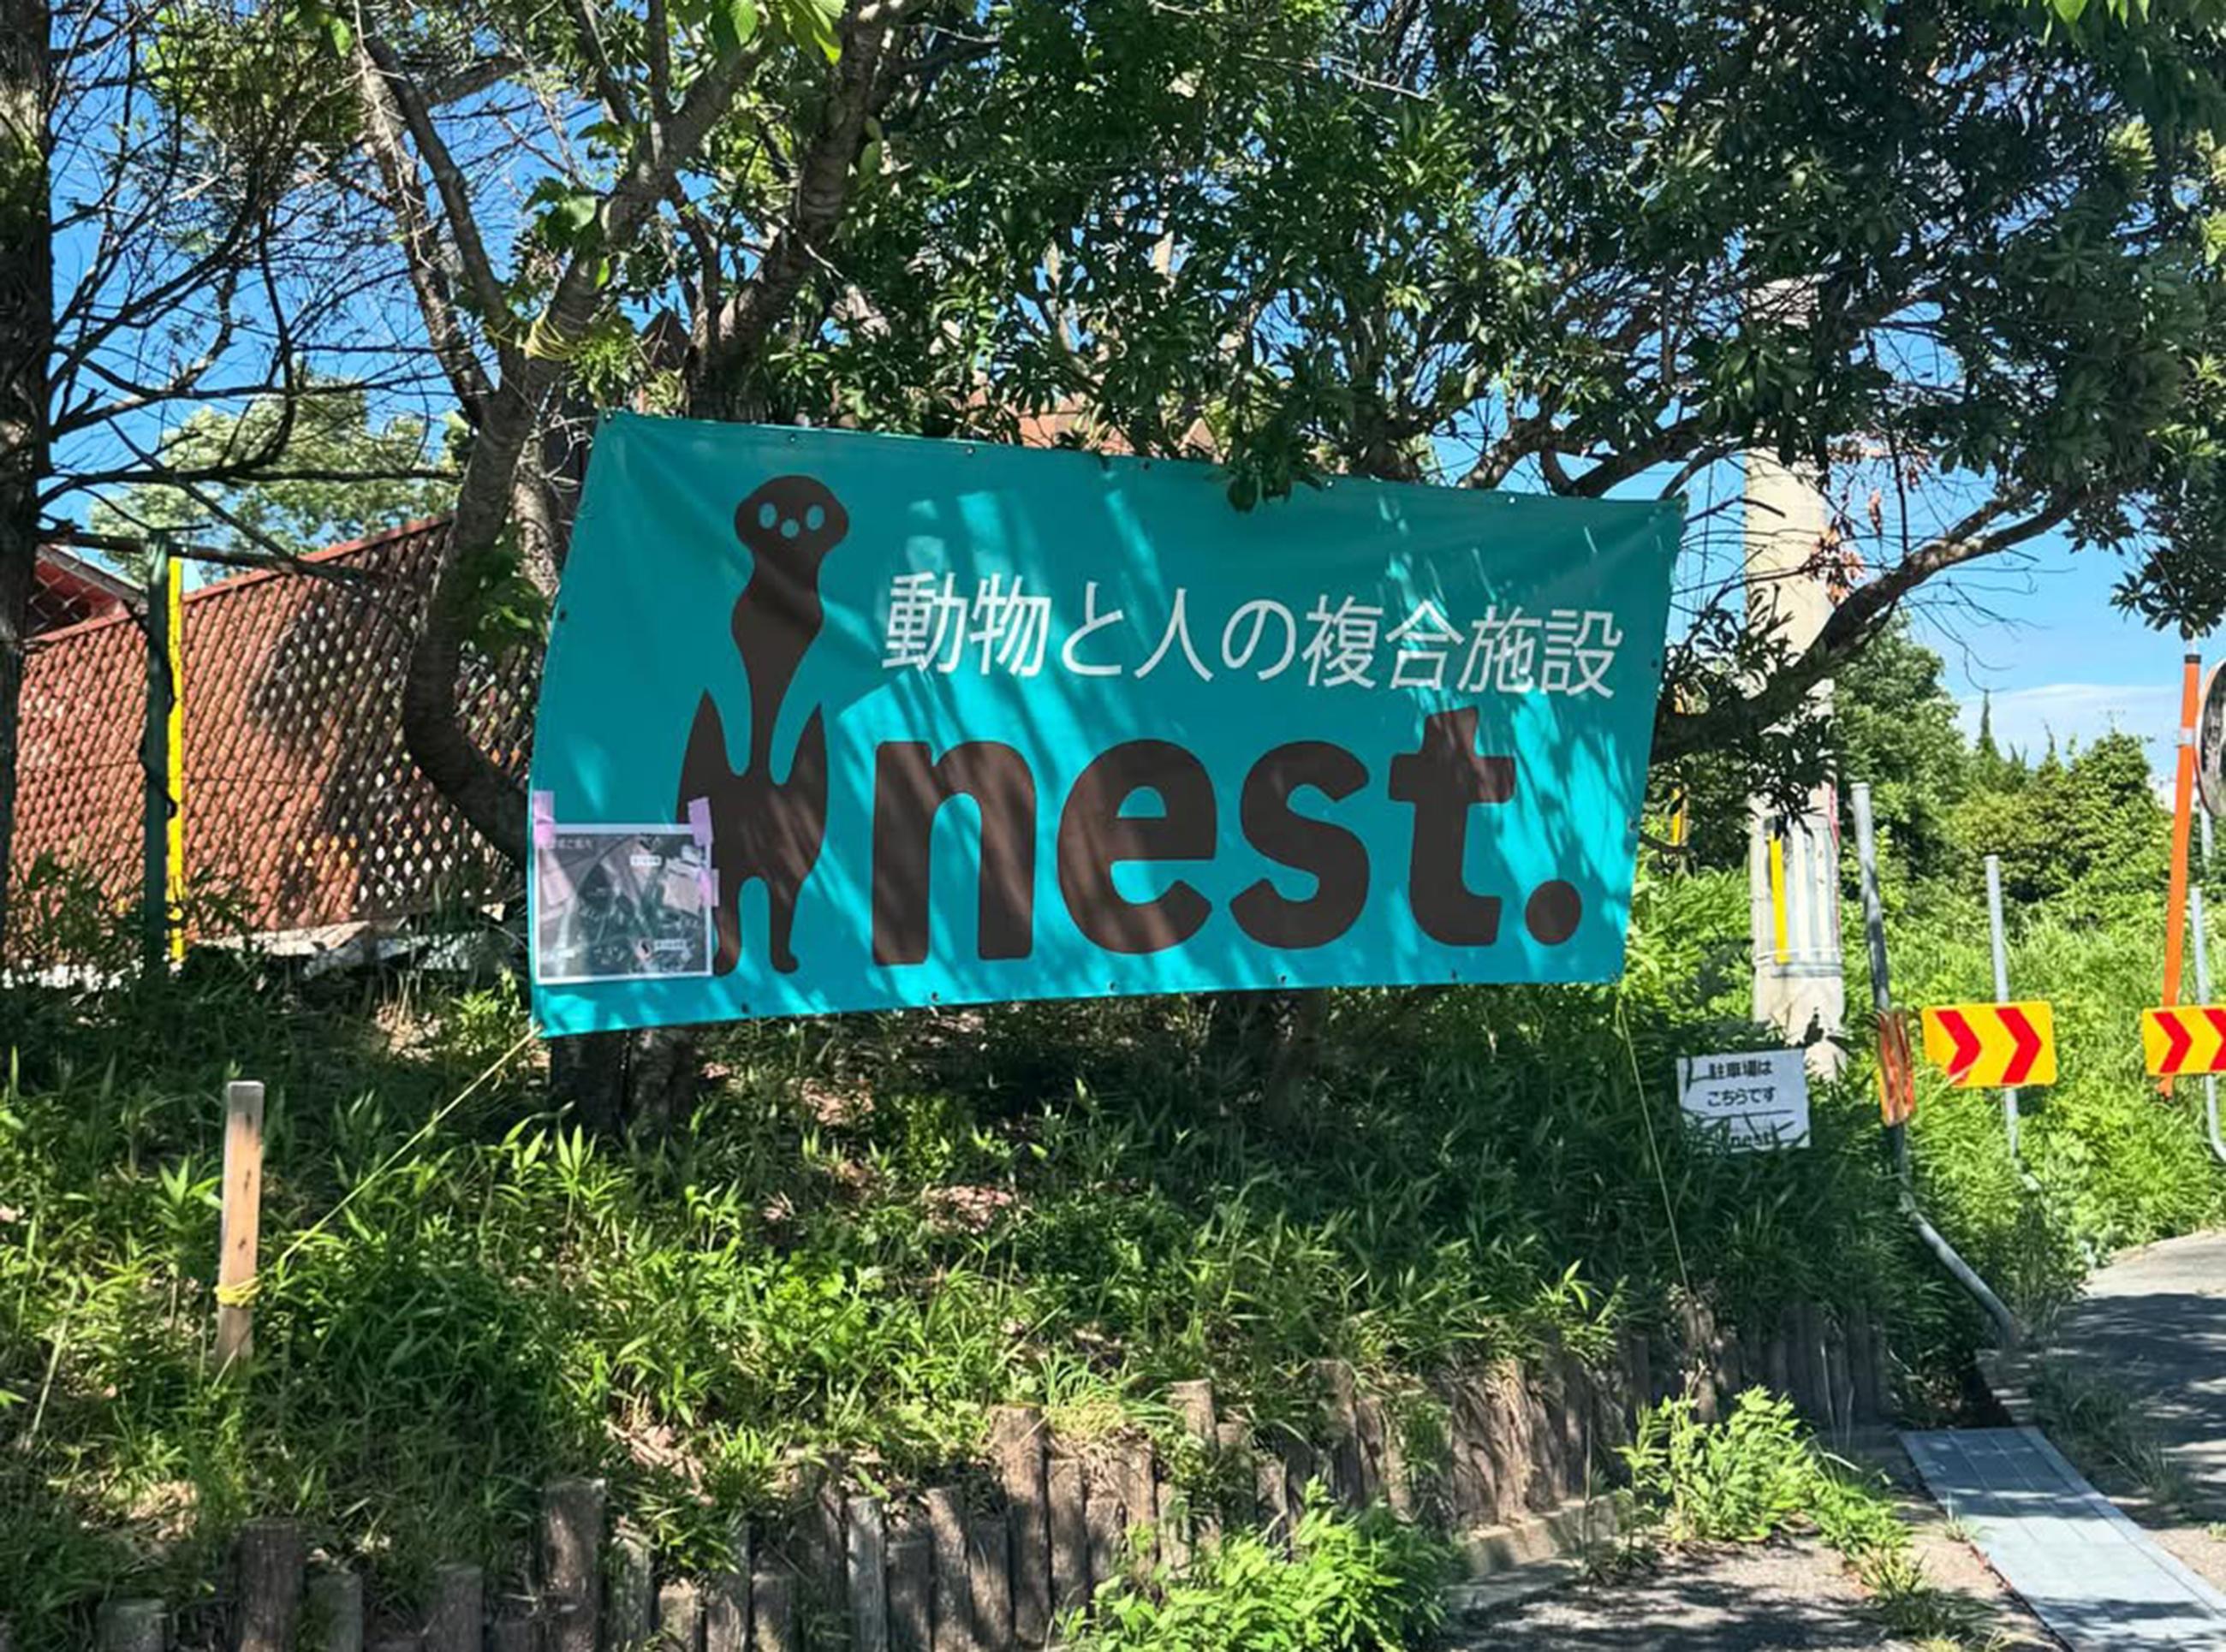 動物と人の複合施設
nest.
駐車場は
こちらです
nest.